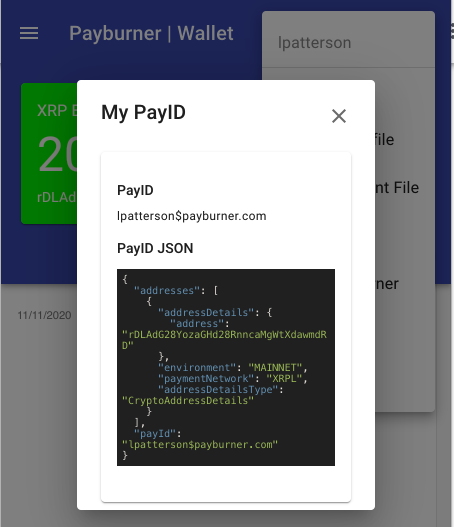 Payburner | Wallet
lpatterson
XRP
20
rDLAd
file
nt File
ner
11/11/2020
My PayID
PayID
lpatterson$payburner.com
PayID JSON
{
"addresses": [
{
"addressDetails": {
"address":
"rDLAdG28YozaGHd28RnncaMgWtXdawmdR
D"
},
"environment": "MAINNET",
"paymentNetwork": "XRPL",
"addressDetailsType":
"CryptoAddressDetails"
}
],
"payId":
"lpatterson$payburner.com"
}